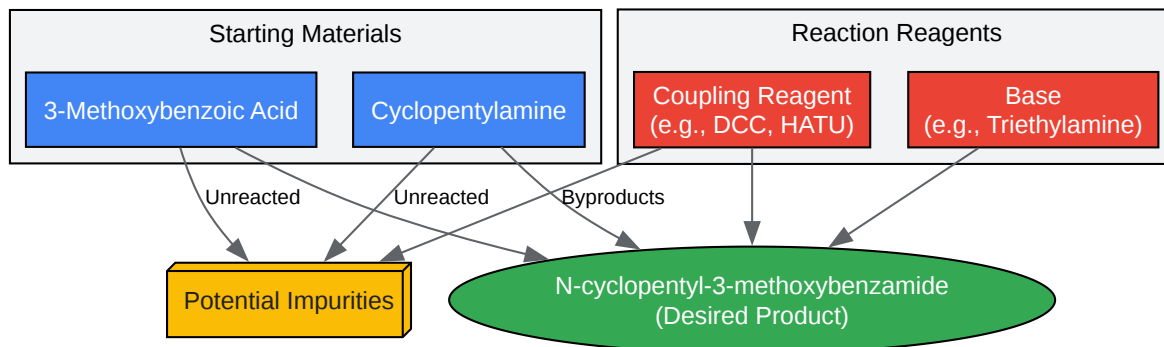 Starting Materials
Reaction Reagents
3-Methoxybenzoic Acid
Cyclopentylamine
Coupling Reagent
(e.g., DCC, HATU)
Base
(e.g., Triethylamine)
Unreacted
Unreacted
Byproducts
Potential Impurities
N-cyclopentyl-3-methoxybenzamide
(Desired Product)